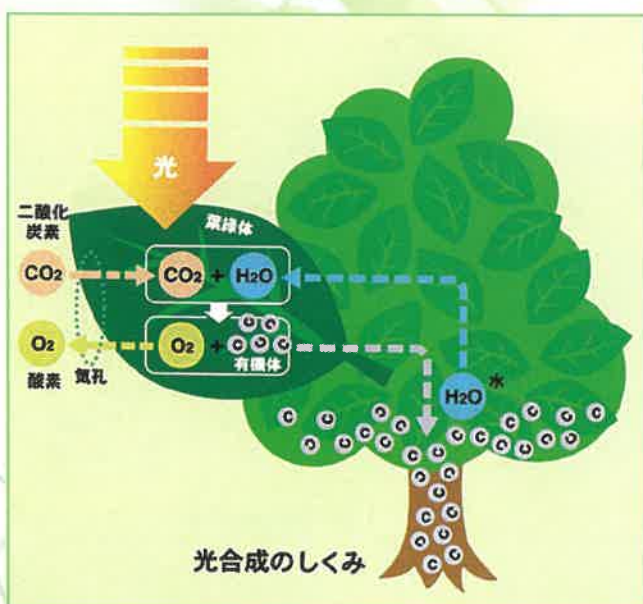 光
二酸化
炭素
葉緑体
CO2
CO2 + H2O
O2
O2 +
C C C C C C C
有機体
酸素
気孔
H2O
水
光合成のしくみ